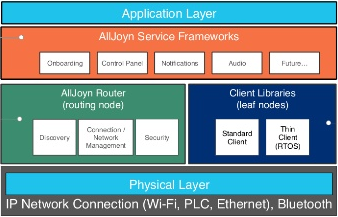 Application Layer
AllJoyn Service Frameworks
Onboarding
Control Panel
Notifications
Audio
Future...
AllJoyn Router
(routing node)
Discovery
Connection /
Network
Management
Security
Client Libraries
(leaf nodes)
Standard
Client
Thin
Client
(RTOS)
Physical Layer
IP Network Connection (Wi-Fi, PLC, Ethernet), Bluetooth